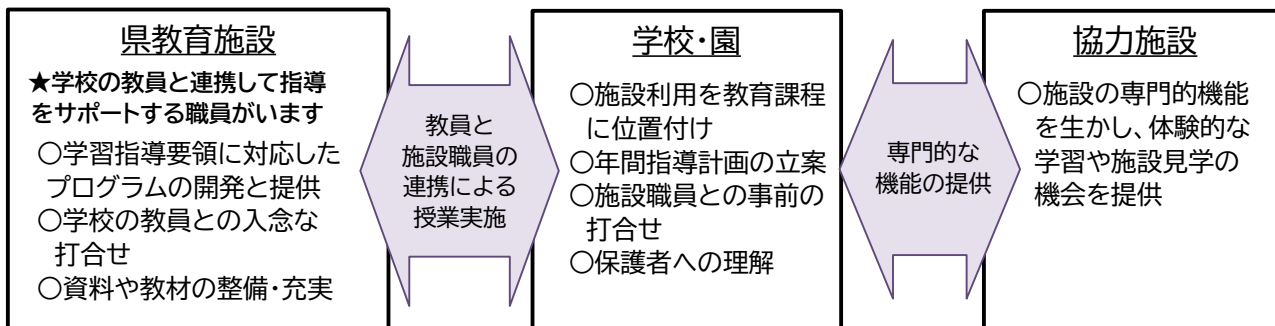 県教育施設
★学校の教員と連携して指導
をサポートする職員がいます
○学習指導要領に対応した
プログラムの開発と提供
○学校の教員との入念な
打合せ
○資料や教材の整備・充実
教員と
施設職員の
連携による
授業実施
学校・園
○施設利用を教育課程
に位置付け
○年間指導計画の立案
○施設職員との事前の
打合せ
○保護者への理解
専門的な
機能の提供
協力施設
○施設の専門的機能
を生かし、体験的な
学習や施設見学の
機会を提供